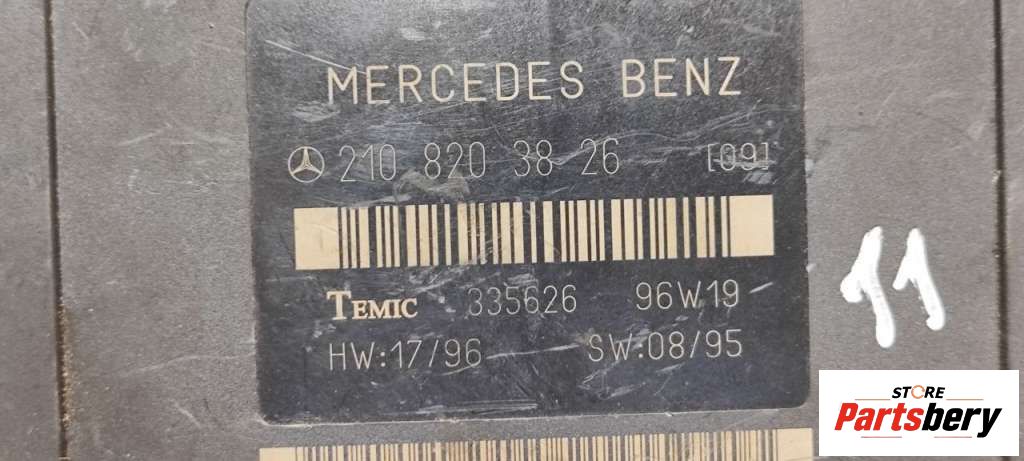 MERCEDES BENZ
210 820 38 26 [09]
TEMIC 335626 96W19
HW:17/96 SW:08/95
11
STORE
Partsbery